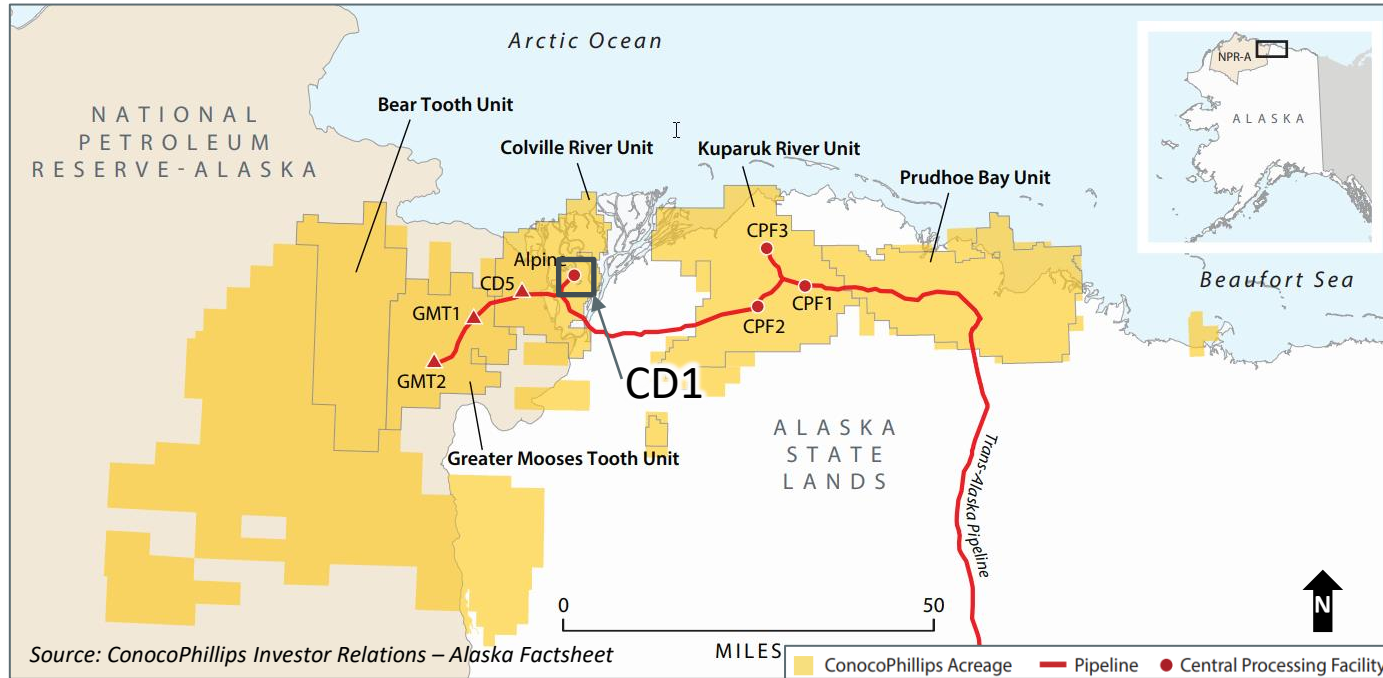 Arctic Ocean
NPR-A
ALASKA
NATIONAL
PETROLEUM
RESERVE-ALASKA
Bear Tooth Unit
Colville River Unit
Kuparuk River Unit
Prudhoe Bay Unit
Beaufort Sea
CPF3
Alpine
CD5
CPF1
GMT1
CPF2
GMT2
CD1
ALASKA
STATE
LANDS
Greater Mooses Tooth Unit
Trans-Alaska Pipeline
0 50
MILES
N
Source: ConocoPhillips Investor Relations – Alaska Factsheet
ConocoPhillips Acreage Pipeline Central Processing Facility